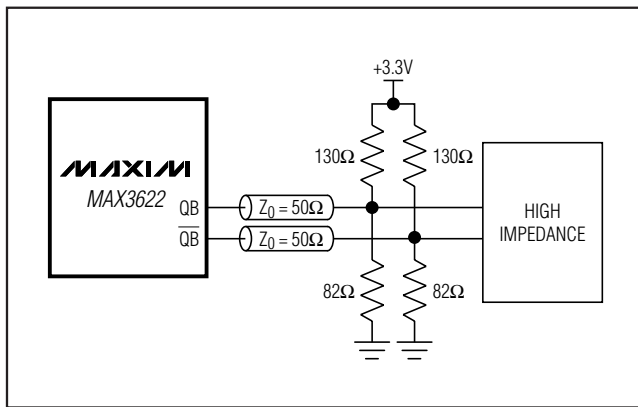 +3.3V
130Ω 130Ω
MAXIM
MAX3622
QB Z0 = 50Ω
QB Z0 = 50Ω
HIGH
IMPEDANCE
82Ω 82Ω